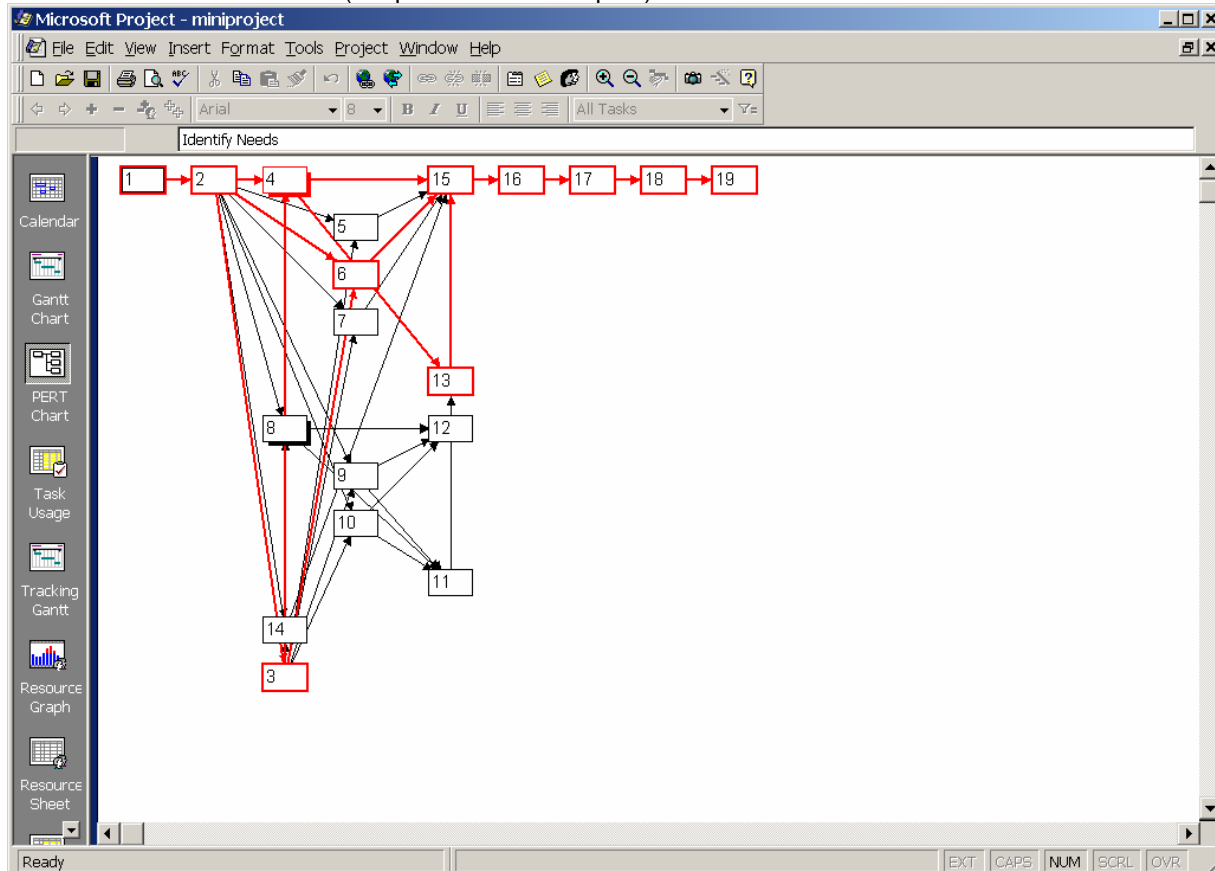 Microsoft Project - miniproject
File Edit View Insert Format Tools Project Window Help
ABC
Arial 8 B I U All Tasks
Identify Needs
Calendar
Gantt
Chart
PERT
Chart
Task
Usage
Tracking
Gantt
Resource
Graph
Resource
Sheet
1 2 4 15 16 17 18 19
5
6
7
13
8 12
9
10
11
14
3
Ready EXT CAPS NUM SCRL OVR